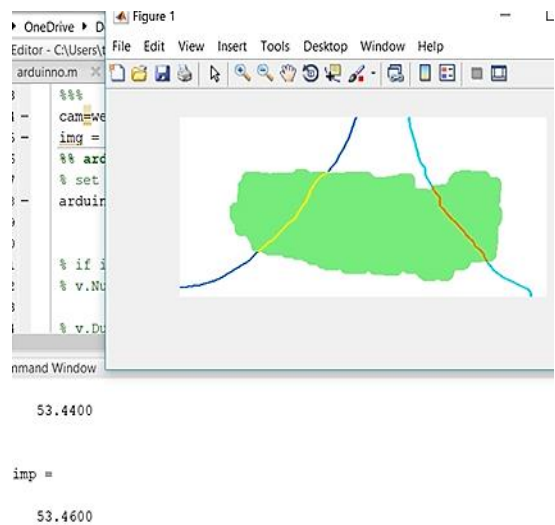 OneDrive
Figure 1
Editor - C:\Users\t
File Edit View Insert Tools Desktop Window Help
arduinno.m
%%%
cam=we
img =
%% ard
% set
arduin
% if i
% v.Nu
% v.Du
mmand Window
53.4400
imp =
53.4600